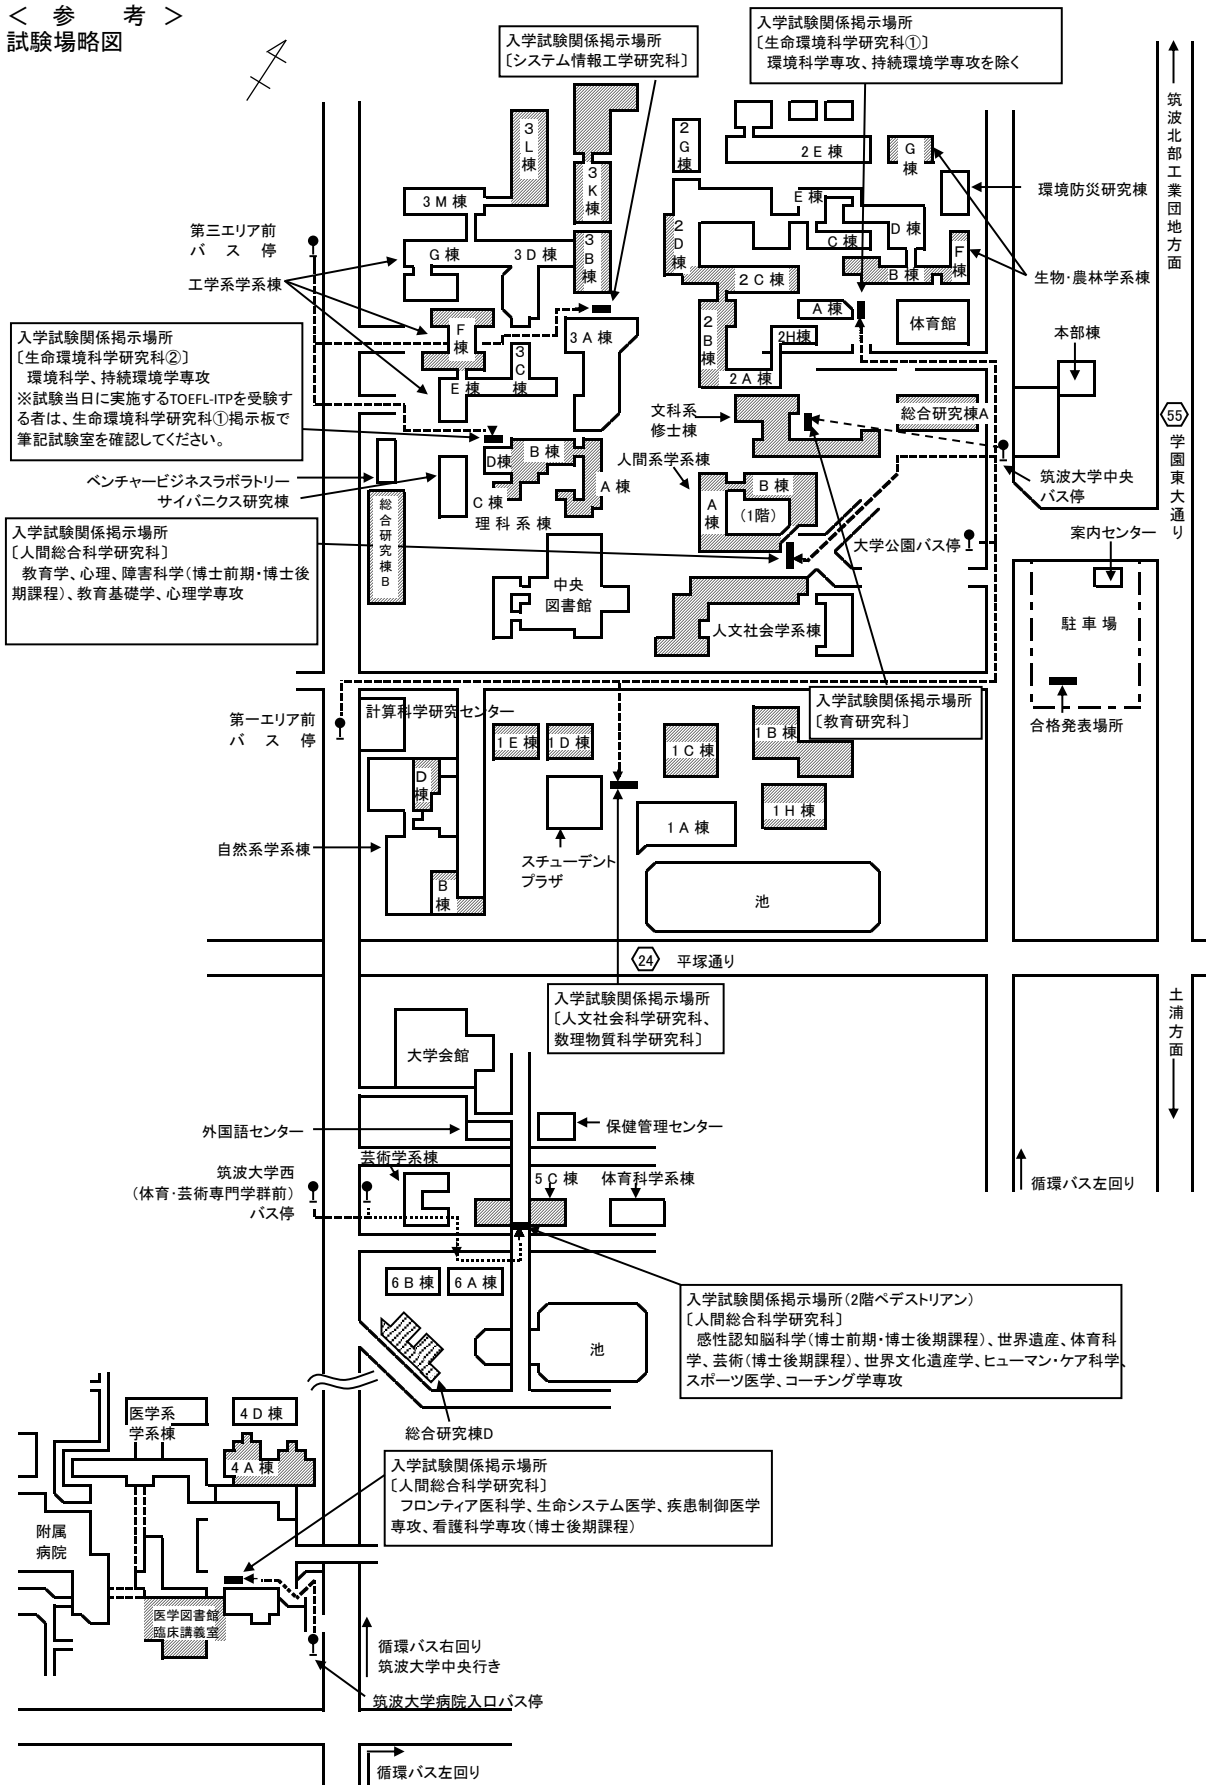 ＜ 参 考 ＞
試験場略図
入学試験関係掲示場所
〔システム情報工学研究科〕
入学試験関係掲示場所
〔生命環境科学研究科①〕
環境科学専攻、持続環境学専攻を除く
筑波北部工業団地方面
3L棟
3K棟
2G棟
2E棟
G棟
3M棟
E棟
環境防災研究棟
第三エリア前
バス停
G棟
3D棟
3B棟
2D棟
C棟
D棟
F棟
B棟
2C棟
生物・農林学系棟
工学系学系棟
F棟
3A棟
2B棟
A棟
体育館
2H棟
本部棟
入学試験関係掲示場所
〔生命環境科学研究科②〕
環境科学、持続環境学専攻
※試験当日に実施するTOEFL-ITPを受験す
る者は、生命環境科学研究科①掲示板で
筆記試験室を確認してください。
3C棟
E棟
2A棟
文科系
修士棟
総合研究棟A
55
学園東大通り
D棟
B棟
人間系学系棟
ベンチャービジネスラボラトリー
サイバニクス研究棟
A棟
C棟
理科系棟
B棟
A棟
(1階)
筑波大学中央
バス停
総合研究棟B
入学試験関係掲示場所
〔人間総合科学研究科〕
教育学、心理、障害科学(博士前期・博士後
期課程)、教育基礎学、心理学専攻
大学公園バス停
案内センター
中央
図書館
人文社会学系棟
駐車場
入学試験関係掲示場所
〔教育研究科〕
合格発表場所
第一エリア前
バス停
計算科学研究センター
1E棟
1D棟
1C棟
1B棟
D棟
1H棟
1A棟
自然系学系棟
スチューデント
プラザ
B棟
池
24
平塚通り
入学試験関係掲示場所
〔人文社会科学研究科、
数理物質科学研究科〕
土浦方面
大学会館
外国語センター
保健管理センター
芸術学系棟
筑波大学西
(体育・芸術専門学群前)
バス停
5C棟
体育科学系棟
循環バス左回り
6B棟
6A棟
入学試験関係掲示場所(2階ペデストリアン)
〔人間総合科学研究科〕
感性認知脳科学(博士前期・博士後期課程)、世界遺産、体育科
学、芸術(博士後期課程)、世界文化遺産学、ヒューマン・ケア科学、
スポーツ医学、コーチング学専攻
池
総合研究棟D
医学系
学系棟
4D棟
4A棟
入学試験関係掲示場所
〔人間総合科学研究科〕
フロンティア医科学、生命システム医学、疾患制御医学
専攻、看護科学専攻(博士後期課程)
附属
病院
医学図書館
臨床講義室
循環バス右回り
筑波大学中央行き
筑波大学病院入口バス停
循環バス左回り